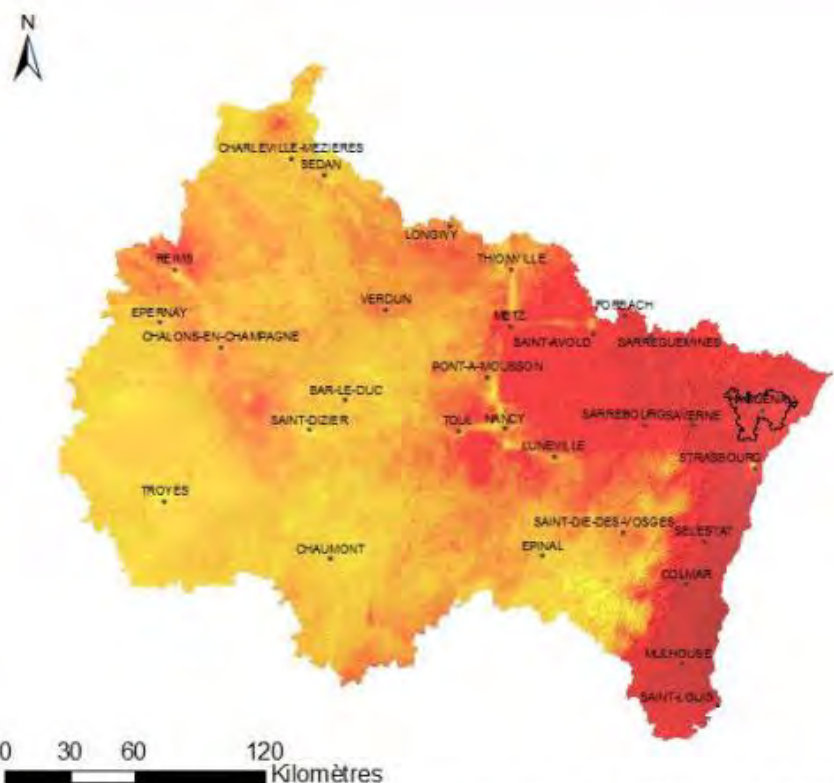 N
CHARLEVILLE-MEZIERES
SEDAN
LONGWY
REIMS
THIONVILLE
VERDUN
FORBACH
EPERNAY
METZ
CHALONS-EN-CHAMPAGNE
SAINT-AVOLD
SARREGUEMINES
PONT-A-MOUSSON
BAR-LE-DUC
SAINT-DIZIER
TOUL
NANCY
SARREBOURG
SAVERNE
LUNEVILLE
STRASBOURG
TROYES
SAINT-DIE-DES-VOSGES
SELESTAT
CHAUMONT
EPINAL
COLMAR
MULHOUSE
SAINT-LOUIS
0 30 60 120
Kilomètres